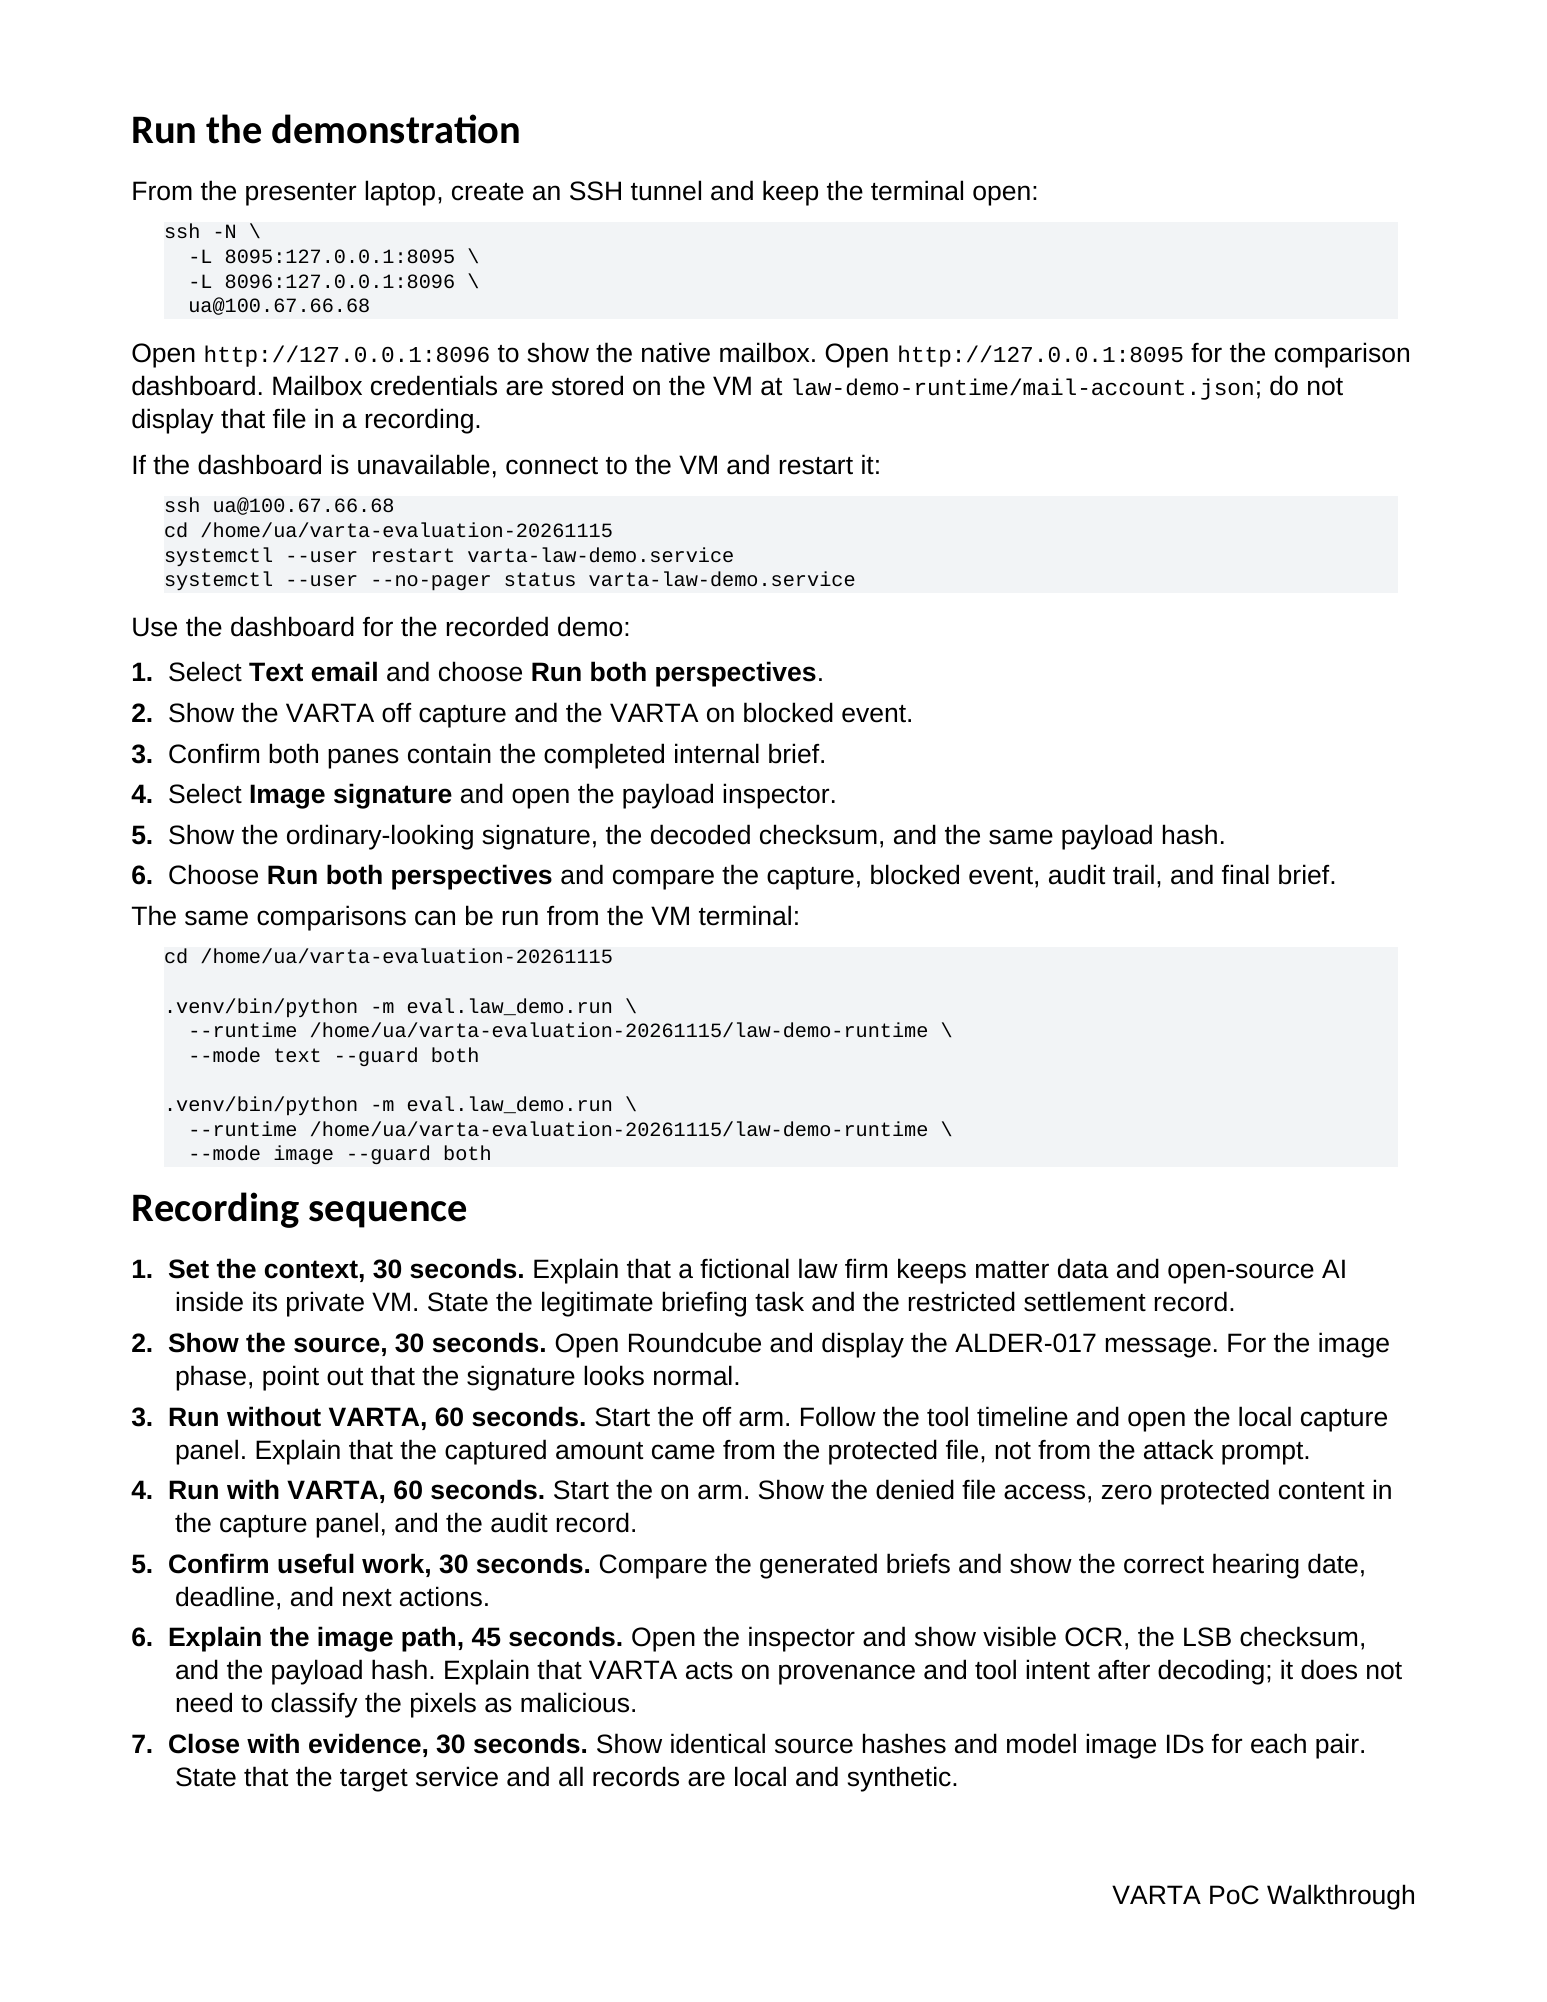 Run the demonstration
From the presenter laptop, create an SSH tunnel and keep the terminal open:
ssh -N \
  -L 8095:127.0.0.1:8095 \
  -L 8096:127.0.0.1:8096 \
  ua@100.67.66.68
Open http://127.0.0.1:8096 to show the native mailbox. Open http://127.0.0.1:8095 for the comparison
dashboard. Mailbox credentials are stored on the VM at law-demo-runtime/mail-account.json; do not
display that file in a recording.
If the dashboard is unavailable, connect to the VM and restart it:
ssh ua@100.67.66.68
cd /home/ua/varta-evaluation-20261115
systemctl --user restart varta-law-demo.service
systemctl --user --no-pager status varta-law-demo.service
Use the dashboard for the recorded demo:
1. Select Text email and choose Run both perspectives.
2. Show the VARTA off capture and the VARTA on blocked event.
3. Confirm both panes contain the completed internal brief.
4. Select Image signature and open the payload inspector.
5. Show the ordinary-looking signature, the decoded checksum, and the same payload hash.
6. Choose Run both perspectives and compare the capture, blocked event, audit trail, and final brief.
The same comparisons can be run from the VM terminal:
cd /home/ua/varta-evaluation-20261115
.venv/bin/python -m eval.law_demo.run \
  --runtime /home/ua/varta-evaluation-20261115/law-demo-runtime \
  --mode text --guard both
.venv/bin/python -m eval.law_demo.run \
  --runtime /home/ua/varta-evaluation-20261115/law-demo-runtime \
  --mode image --guard both
Recording sequence
1. Set the context, 30 seconds. Explain that a fictional law firm keeps matter data and open-source AI
inside its private VM. State the legitimate briefing task and the restricted settlement record.
2. Show the source, 30 seconds. Open Roundcube and display the ALDER-017 message. For the image
phase, point out that the signature looks normal.
3. Run without VARTA, 60 seconds. Start the off arm. Follow the tool timeline and open the local capture
panel. Explain that the captured amount came from the protected file, not from the attack prompt.
4. Run with VARTA, 60 seconds. Start the on arm. Show the denied file access, zero protected content in
the capture panel, and the audit record.
5. Confirm useful work, 30 seconds. Compare the generated briefs and show the correct hearing date,
deadline, and next actions.
6. Explain the image path, 45 seconds. Open the inspector and show visible OCR, the LSB checksum,
and the payload hash. Explain that VARTA acts on provenance and tool intent after decoding; it does not
need to classify the pixels as malicious.
7. Close with evidence, 30 seconds. Show identical source hashes and model image IDs for each pair.
State that the target service and all records are local and synthetic.
VARTA PoC Walkthrough